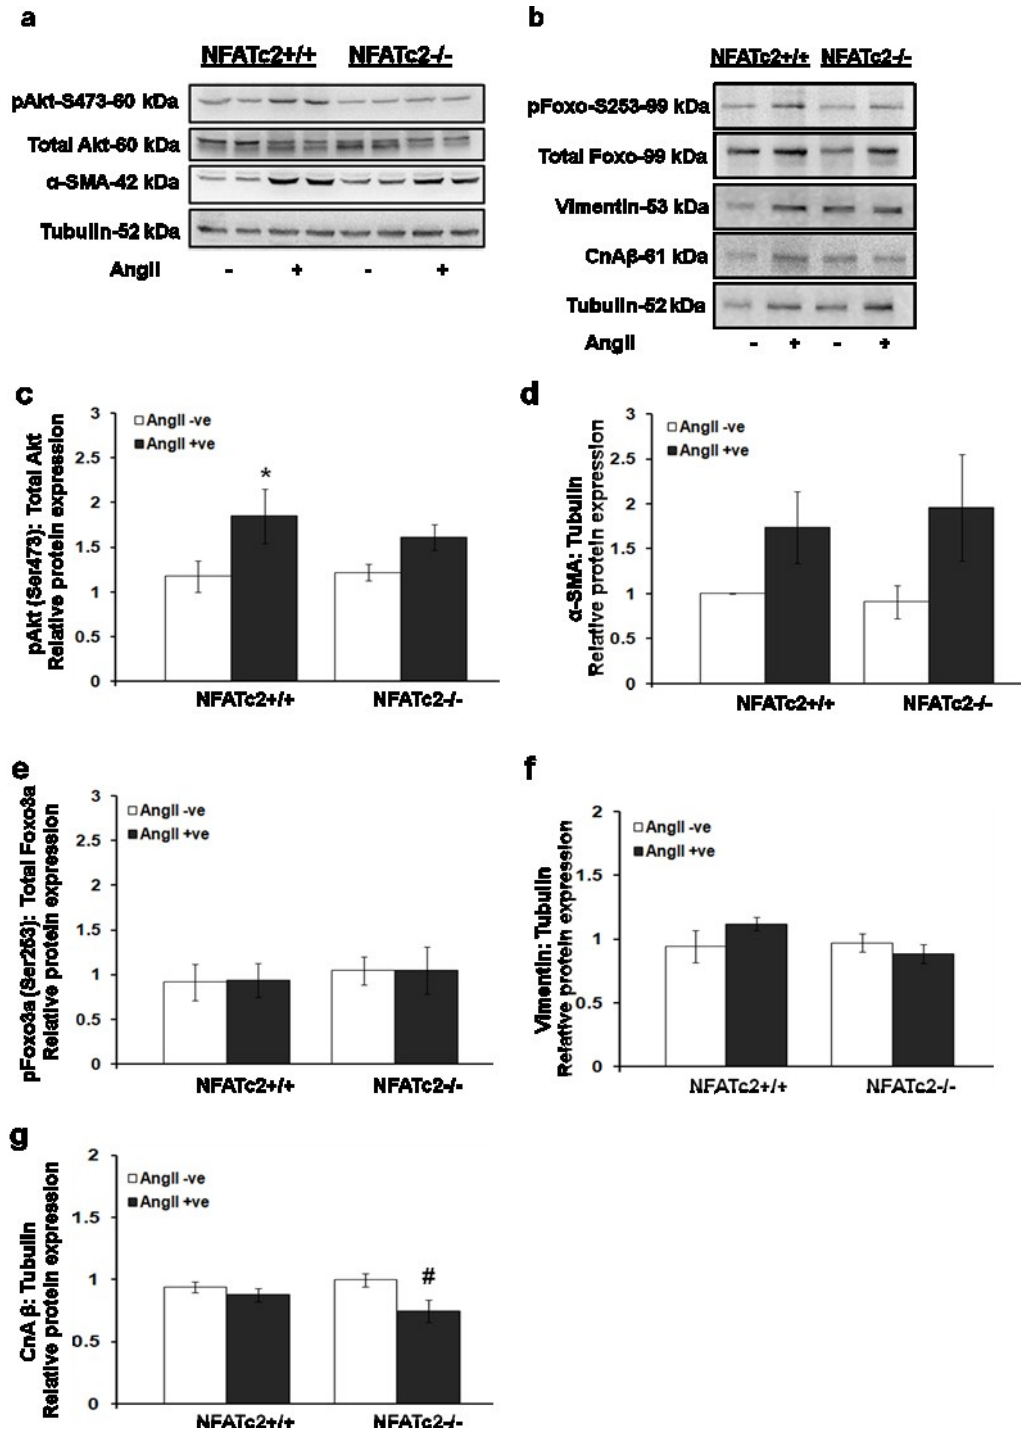 a
NFATc2+/+ NFATc2-/-
pAkt-S473-60 kDa
Total Akt-60 kDa
α-SMA-42 kDa
Tubulin-52 kDa
AngII - + - +
b
NFATc2+/+ NFATc2-/-
pFoxo-S253-99 kDa
Total Foxo-99 kDa
Vimentin-53 kDa
CnAβ-61 kDa
Tubulin-52 kDa
AngII - + - +
c
pAkt (Ser473): Total Akt
Relative protein expression
3
2.5
2
1.5
1
0.5
0
AngII -ve
AngII +ve
*
NFATc2+/+ NFATc2-/-
d
α-SMA: Tubulin
Relative protein expression
3
2.5
2
1.5
1
0.5
0
AngII -ve
AngII +ve
NFATc2+/+ NFATc2-/-
e
pFoxo3a (Ser253): Total Foxo3a
Relative protein expression
3
2.5
2
1.5
1
0.5
0
AngII -ve
AngII +ve
NFATc2+/+ NFATc2-/-
f
Vimentin: Tubulin
Relative protein expression
2
1.5
1
0.5
0
AngII -ve
AngII +ve
NFATc2+/+ NFATc2-/-
g
CnA β: Tubulin
Relative protein expression
2
1.5
1
0.5
0
AngII -ve
AngII +ve
#
NFATc2+/+ NFATc2-/-